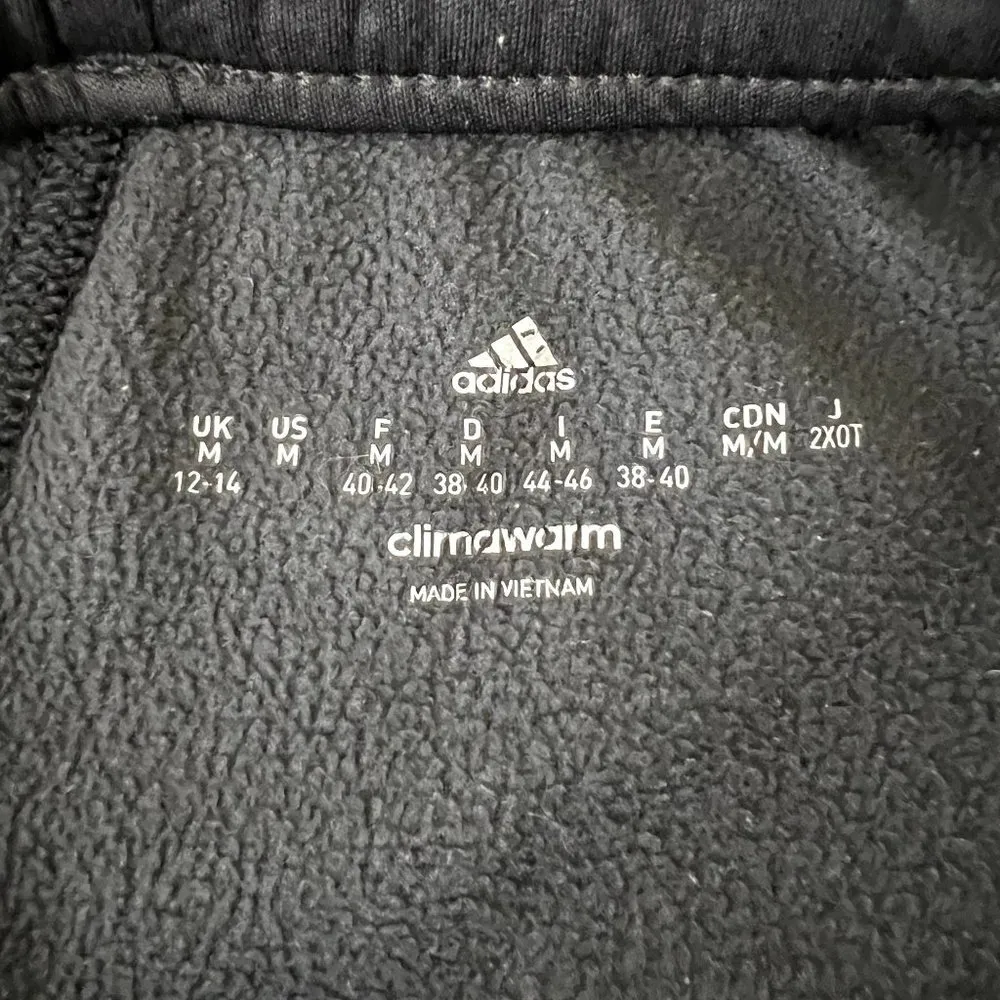 adidas
UK US F D I E CDN J
M M M M M M M/M 2XOT
12-14 40-42 38-40 44-46 38-40
climawarm
MADE IN VIETNAM